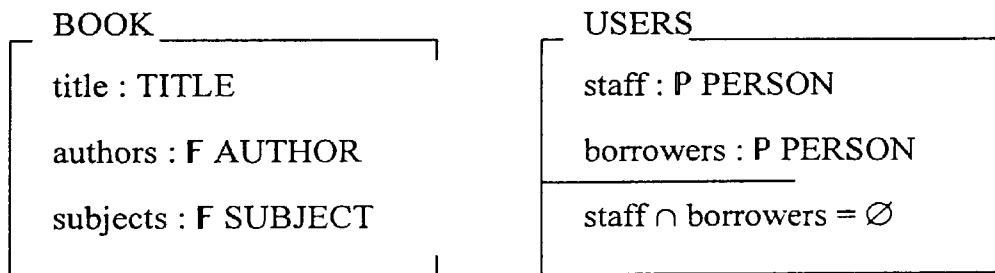 BOOK
title : TITLE
authors : 𝔽 AUTHOR
subjects : 𝔽 SUBJECT
USERS
staff : ℙ PERSON
borrowers : ℙ PERSON
staff ∩ borrowers = ∅